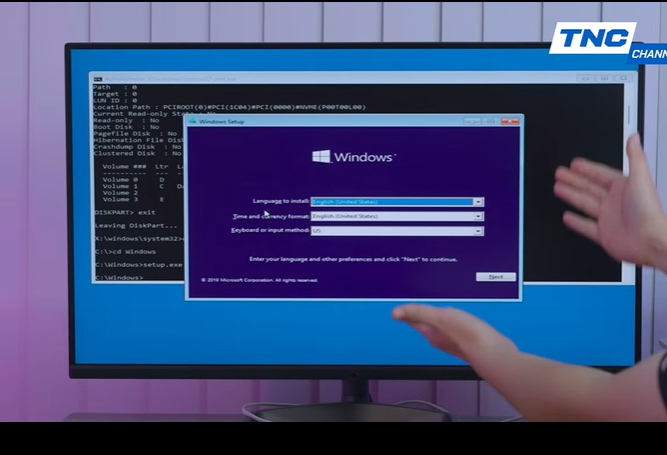 TNC
CHANN
Path : 0
Target : 0
LUN ID : 0
Location Path : PCIROOT(0)#PCI(1C04)#PCI(0000)#NVME(P00T00L00)
Current Read-only St
Read-only : No
Boot Disk : No
Pagefile Disk : No
Hibernation File Disk
Crashdump Disk : No
Clustered Disk : No
Volume ### Ltr La
Volume 0 D
Volume 1 C
Volume 2
Volume 3 E
DISKPART> exit
Leaving DiskPart...
X:\windows\system32>
C:\>cd Windows
C:\Windows>setup.exe
C:\Windows>
Windows Setup
Windows
Language to install: English (United States)
Time and currency format: English (United States)
Keyboard or input method: US
Enter your language and other preferences and click "Next" to continue.
© 2019 Microsoft Corporation. All rights reserved.
Next